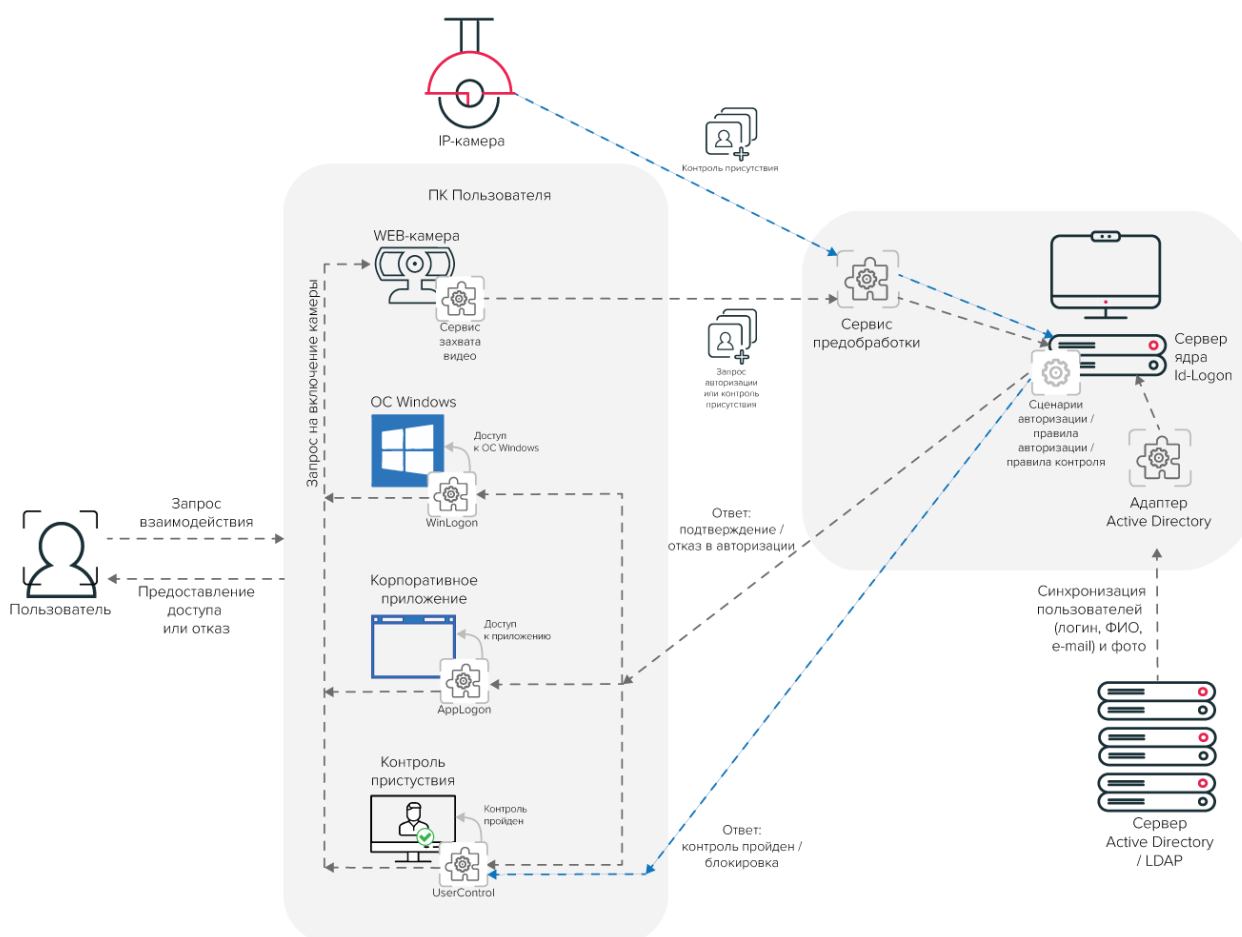 IP-камера
Контроль присутствия
ПК Пользователя
WEB-камера
Запрос на включение камеры
Сервис
захвата
видео
Запрос
авторизации
или контроль
присутствия
Сервис
предобработки
Сервер
ядра
Id-Logon
Сценарии
авторизации /
правила
авторизации /
правила контроля
Адаптер
Active Directory
ОС Windows
Доступ
к ОС Windows
WinLogon
Запрос
взаимодействия
Пользователь
Предоставление
доступа
или отказ
Ответ:
подтверждение /
отказ в авторизации
Корпоративное
приложение
Доступ
к приложению
AppLogon
Синхронизация
пользователей
(логин, ФИО,
e-mail) и фото
Контроль
пристуствия
Контроль
пройден
UserControl
Ответ:
контроль пройден /
блокировка
Сервер
Active Directory
/ LDAP